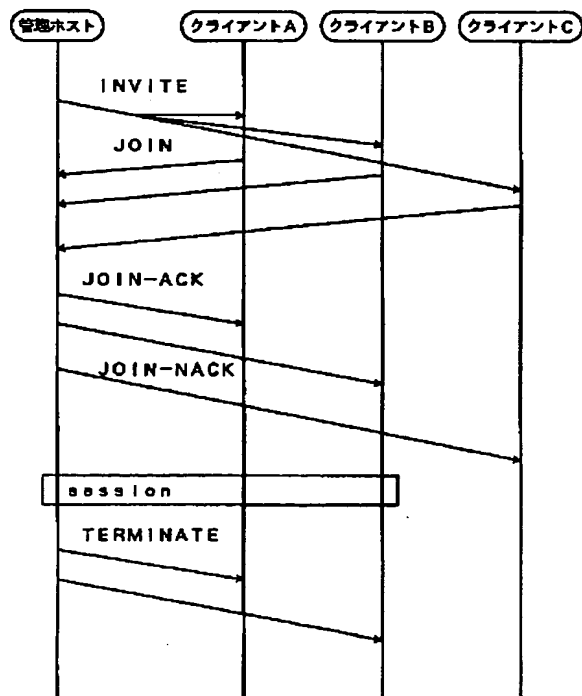 管理ホスト
クライアントA
クライアントB
クライアントC
INVITE
JOIN
JOIN-ACK
JOIN-NACK
session
TERMINATE